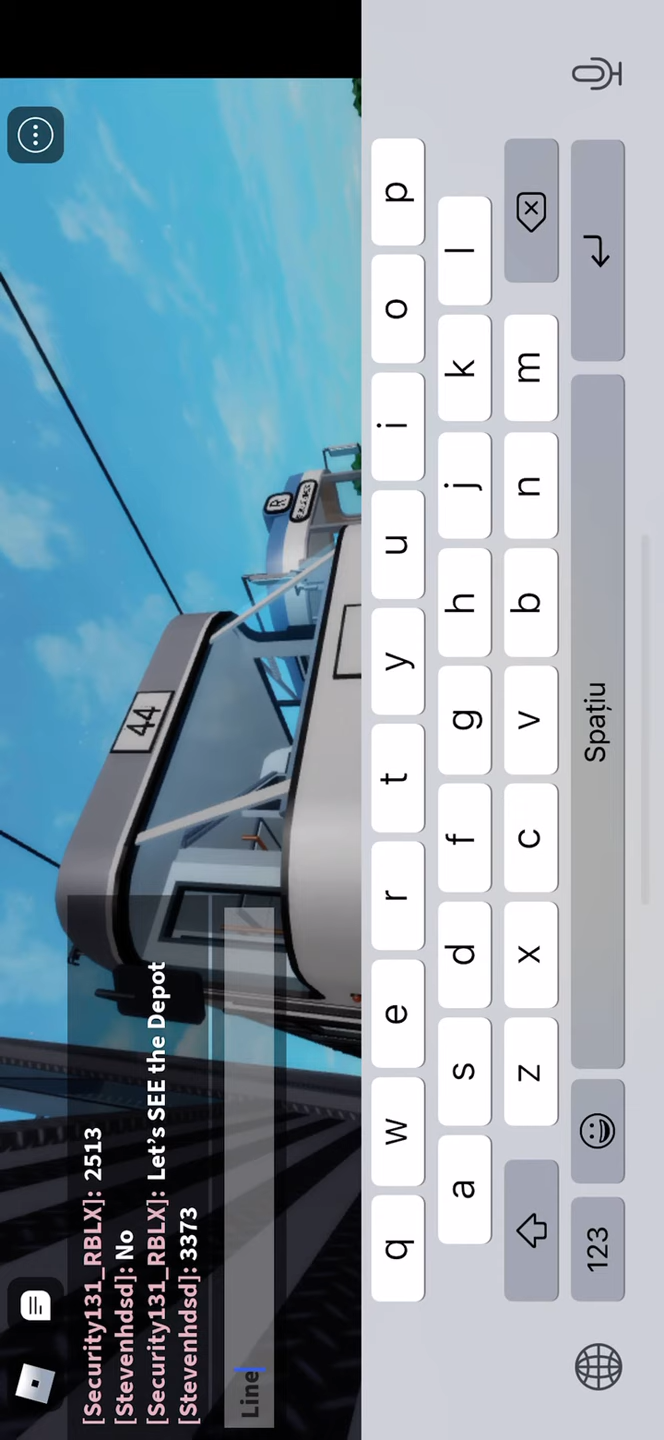 [Security131_RBLX]: 2513
[Stevenhdsd]: No
[Security131_RBLX]: Let's SEE the Depot
[Stevenhdsd]: 3373
Line
44
R
q w e r t y u i o p
a s d f g h j k l
z x c v b n m
123
Spațiu